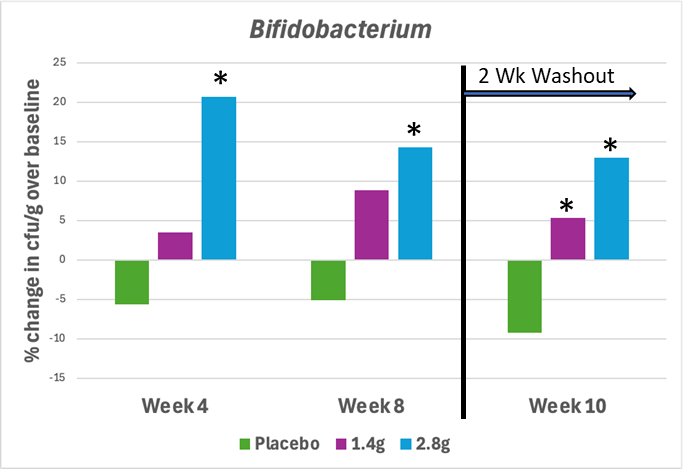 Bifidobacterium
2 Wk Washout
% change in cfu/g over baseline
25
20
15
10
5
0
-5
-10
-15
*
*
*
*
Week 4
Week 8
Week 10
Placebo
1.4g
2.8g